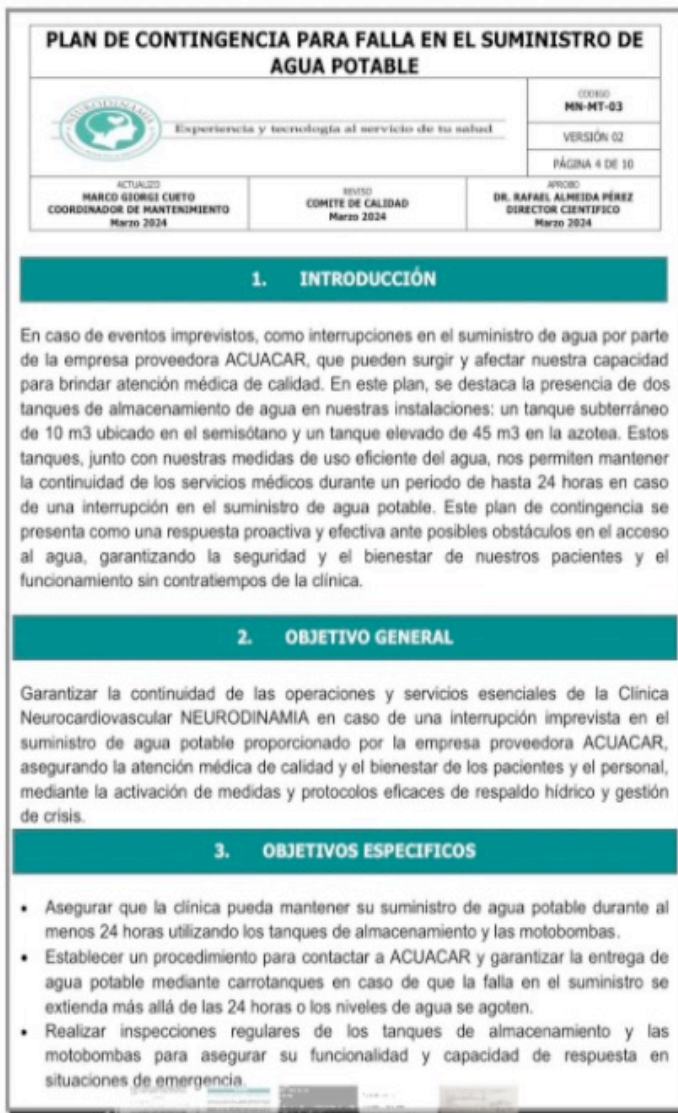 PLAN DE CONTINGENCIA PARA FALLA EN EL SUMINISTRO DE
AGUA POTABLE
NEURODINAMIA
Experiencia y tecnología al servicio de tu salud
CODIGO
MN-MT-03
VERSIÓN 02
PÁGINA 4 DE 10
ACTUALIZO
MARCO GIORGI CUETO
COORDINADOR DE MANTENIMIENTO
Marzo 2024
REVISO
COMITE DE CALIDAD
Marzo 2024
APROBO
DR. RAFAEL ALMEIDA PÉREZ
DIRECTOR CIENTIFICO
Marzo 2024
1. INTRODUCCIÓN
En caso de eventos imprevistos, como interrupciones en el suministro de agua por parte
de la empresa proveedora ACUACAR, que pueden surgir y afectar nuestra capacidad
para brindar atención médica de calidad. En este plan, se destaca la presencia de dos
tanques de almacenamiento de agua en nuestras instalaciones: un tanque subterráneo
de 10 m3 ubicado en el semisótano y un tanque elevado de 45 m3 en la azotea. Estos
tanques, junto con nuestras medidas de uso eficiente del agua, nos permiten mantener
la continuidad de los servicios médicos durante un periodo de hasta 24 horas en caso
de una interrupción en el suministro de agua potable. Este plan de contingencia se
presenta como una respuesta proactiva y efectiva ante posibles obstáculos en el acceso
al agua, garantizando la seguridad y el bienestar de nuestros pacientes y el
funcionamiento sin contratiempos de la clínica.
2. OBJETIVO GENERAL
Garantizar la continuidad de las operaciones y servicios esenciales de la Clínica
Neurocardiovascular NEURODINAMIA en caso de una interrupción imprevista en el
suministro de agua potable proporcionado por la empresa proveedora ACUACAR,
asegurando la atención médica de calidad y el bienestar de los pacientes y el personal,
mediante la activación de medidas y protocolos eficaces de respaldo hídrico y gestión
de crisis.
3. OBJETIVOS ESPECIFICOS
• Asegurar que la clínica pueda mantener su suministro de agua potable durante al
menos 24 horas utilizando los tanques de almacenamiento y las motobombas.
• Establecer un procedimiento para contactar a ACUACAR y garantizar la entrega de
agua potable mediante carrotanques en caso de que la falla en el suministro se
extienda más allá de las 24 horas o los niveles de agua se agoten.
• Realizar inspecciones regulares de los tanques de almacenamiento y las
motobombas para asegurar su funcionalidad y capacidad de respuesta en
situaciones de emergencia.